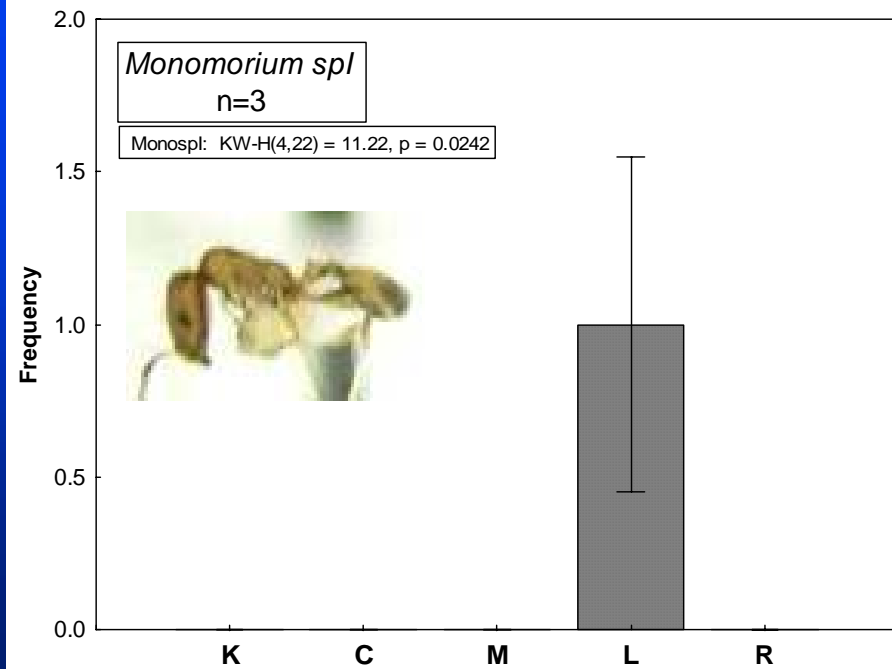 2.0
Monomorium spI
n=3
MonospI: KW-H(4,22) = 11.22, p = 0.0242
1.5
1.0
0.5
0.0
Frequency
K C M L R